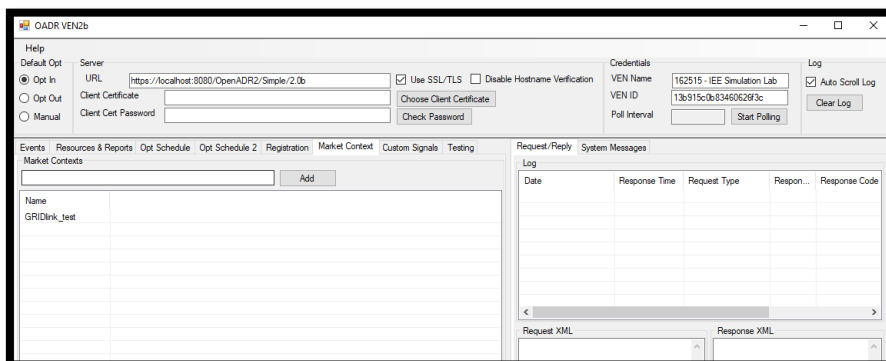 OADR VEN2b
Help
Default Opt
Opt In
Opt Out
Manual
Server
URL https://localhost:8080/OpenADR2/Simple/2.0b Use SSL/TLS Disable Hostname Verification
Client Certificate Choose Client Certificate
Client Cert Password Check Password
Credentials
VEN Name 162515 - IEE Simulation Lab
VEN ID 13b915c0b83460626f3c
Poll Interval Start Polling
Log
Auto Scroll Log
Clear Log
Events Resources & Reports Opt Schedule Opt Schedule 2 Registration Market Context Custom Signals Testing
Market Contexts
Add
Name
GRIDlink_test
Request/Reply System Messages
Log
Date Response Time Request Type Respon... Response Code
Request XML Response XML